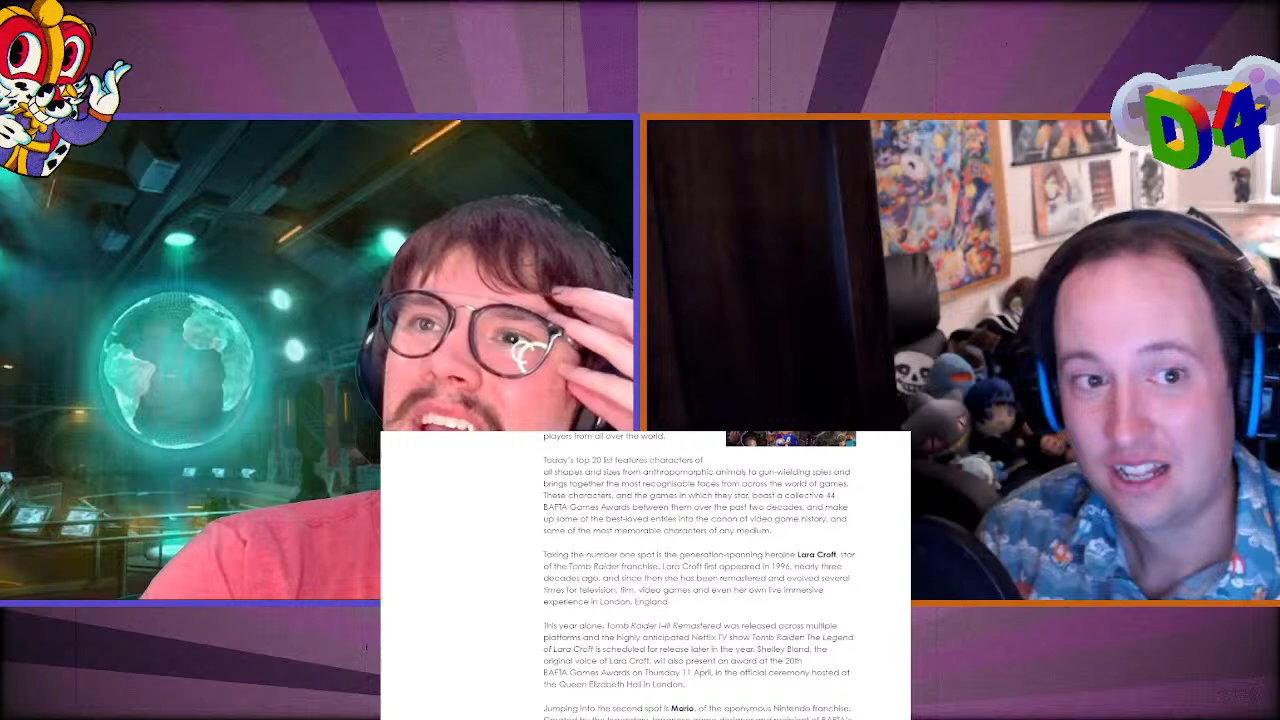 D4
players from all over the world.
Today's top 20 list features characters of
all shapes and sizes from anthropomorphic animals to gun-wielding spies and
brings together the most recognisable faces from across the world of games.
These characters, and the games in which they star, boast a collective 44
BAFTA Games Awards between them over the past two decades, and make
up some of the best-loved entries into the canon of video game history, and
some of the most memorable characters of any medium.
Taking the number one spot is the generation-spanning heroine Lara Croft, star
of the Tomb Raider franchise. Lara Croft first appeared in 1996, nearly three
decades ago, and since then she has been remastered and evolved several
times for television, film, video games and even her own live immersive
experience in London, England.
This year alone, Tomb Raider I-III Remastered was released across multiple
platforms and the highly anticipated Netflix TV show Tomb Raider: The Legend
of Lara Croft is scheduled for release later in the year. Shelley Blond, the
original voice of Lara Croft, will also present an award at the 20th
BAFTA Games Awards on Thursday 11 April, in the official ceremony hosted at
the Queen Elizabeth Hall in London.
Jumping into the second spot is Mario, of the eponymous Nintendo franchise.
Created by the legendary Japanese game designer and recipient of BAFTA's